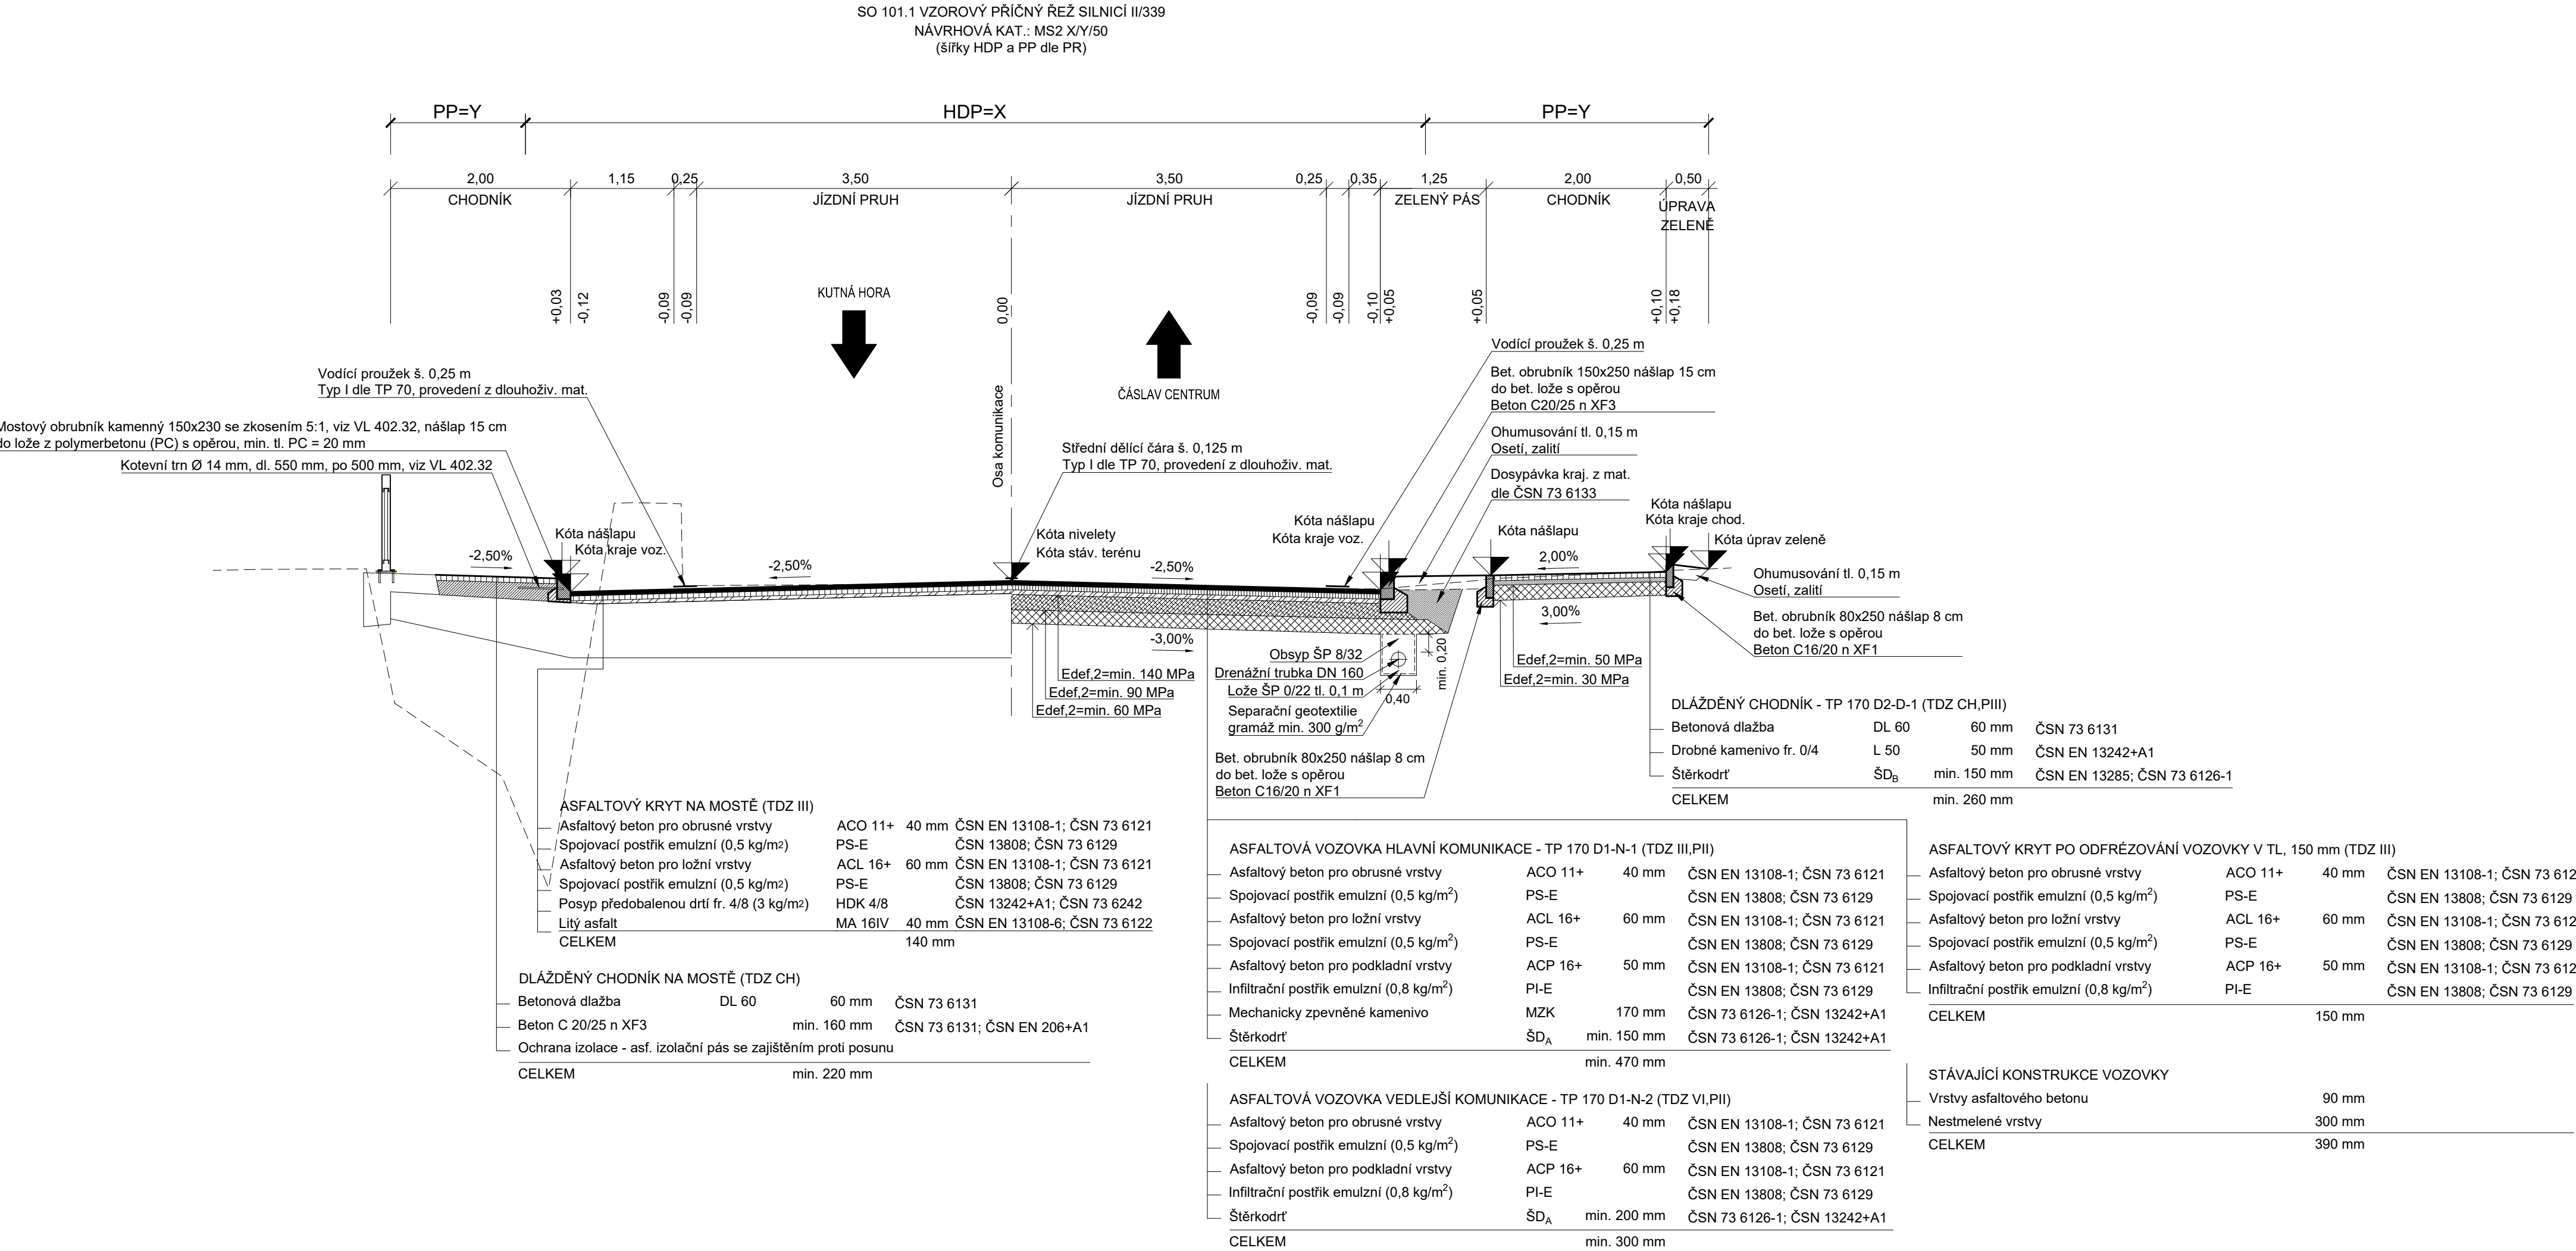 SO 101.1 VZOROVÝ PŘÍČNÝ ŘEŽ SILNICÍ II/339
NÁVRHOVÁ KAT.: MS2 X/Y/50
(šířky HDP a PP dle PR)
PP=Y HDP=X PP=Y
2,00 1,15 0,25 3,50 3,50 0,25 0,35 1,25 2,00 0,50
CHODNÍK JÍZDNÍ PRUH JÍZDNÍ PRUH ZELENÝ PÁS CHODNÍK ÚPRAVA
ZELENĚ
+0,03 -0,12 -0,09 -0,09 0,00 -0,09 -0,09 -0,10 +0,05 +0,05 +0,10 +0,18
KUTNÁ HORA
ČÁSLAV CENTRUM
Osa komunikace
Vodící proužek š. 0,25 m
Typ I dle TP 70, provedení z dlouhoživ. mat.
Mostový obrubník kamenný 150x230 se zkosením 5:1, viz VL 402.32, nášlap 15 cm
do lože z polymerbetonu (PC) s opěrou, min. tl. PC = 20 mm
Kotevní trn Ø 14 mm, dl. 550 mm, po 500 mm, viz VL 402.32
Střední dělící čára š. 0,125 m
Typ I dle TP 70, provedení z dlouhoživ. mat.
Vodící proužek š. 0,25 m
Bet. obrubník 150x250 nášlap 15 cm
do bet. lože s opěrou
Beton C20/25 n XF3
Ohumusování tl. 0,15 m
Osetí, zalití
Dosypávka kraj. z mat.
dle ČSN 73 6133
Kóta nášlapu
Kóta kraje voz.
Kóta nivelety
Kóta stáv. terénu
Kóta nášlapu
Kóta kraje voz.
Kóta nášlapu
Kóta nášlapu
Kóta kraje chod.
Kóta úprav zeleně
-2,50% -2,50% -2,50% 2,00%
-3,00% 3,00%
Ohumusování tl. 0,15 m
Osetí, zalití
Bet. obrubník 80x250 nášlap 8 cm
do bet. lože s opěrou
Beton C16/20 n XF1
Edef,2=min. 140 MPa
Edef,2=min. 90 MPa
Edef,2=min. 60 MPa
Obsyp ŠP 8/32
Drenážní trubka DN 160
Lože ŠP 0/22 tl. 0,1 m
Separační geotextilie
gramáž min. 300 g/m2
min. 0,20
0,40
Edef,2=min. 50 MPa
Edef,2=min. 30 MPa
Bet. obrubník 80x250 nášlap 8 cm
do bet. lože s opěrou
Beton C16/20 n XF1
DLÁŽDĚNÝ CHODNÍK - TP 170 D2-D-1 (TDZ CH,PIII)
Betonová dlažba DL 60 60 mm ČSN 73 6131
Drobné kamenivo fr. 0/4 L 50 50 mm ČSN EN 13242+A1
Štěrkodrť ŠDB min. 150 mm ČSN EN 13285; ČSN 73 6126-1
CELKEM min. 260 mm
ASFALTOVÝ KRYT NA MOSTĚ (TDZ III)
Asfaltový beton pro obrusné vrstvy ACO 11+ 40 mm ČSN EN 13108-1; ČSN 73 6121
Spojovací postřik emulzní (0,5 kg/m2) PS-E ČSN 13808; ČSN 73 6129
Asfaltový beton pro ložní vrstvy ACL 16+ 60 mm ČSN EN 13108-1; ČSN 73 6121
Spojovací postřik emulzní (0,5 kg/m2) PS-E ČSN 13808; ČSN 73 6129
Posyp předobalenou drtí fr. 4/8 (3 kg/m2) HDK 4/8 ČSN 13242+A1; ČSN 73 6242
Litý asfalt MA 16IV 40 mm ČSN EN 13108-6; ČSN 73 6122
CELKEM 140 mm
DLÁŽDĚNÝ CHODNÍK NA MOSTĚ (TDZ CH)
Betonová dlažba DL 60 60 mm ČSN 73 6131
Beton C 20/25 n XF3 min. 160 mm ČSN 73 6131; ČSN EN 206+A1
Ochrana izolace - asf. izolační pás se zajištěním proti posunu
CELKEM min. 220 mm
ASFALTOVÁ VOZOVKA HLAVNÍ KOMUNIKACE - TP 170 D1-N-1 (TDZ III,PII)
Asfaltový beton pro obrusné vrstvy ACO 11+ 40 mm ČSN EN 13108-1; ČSN 73 6121
Spojovací postřik emulzní (0,5 kg/m2) PS-E ČSN EN 13808; ČSN 73 6129
Asfaltový beton pro ložní vrstvy ACL 16+ 60 mm ČSN EN 13108-1; ČSN 73 6121
Spojovací postřik emulzní (0,5 kg/m2) PS-E ČSN EN 13808; ČSN 73 6129
Asfaltový beton pro podkladní vrstvy ACP 16+ 50 mm ČSN EN 13108-1; ČSN 73 6121
Infiltrační postřik emulzní (0,8 kg/m2) PI-E ČSN EN 13808; ČSN 73 6129
Mechanicky zpevněné kamenivo MZK 170 mm ČSN 73 6126-1; ČSN 13242+A1
Štěrkodrť ŠDA min. 150 mm ČSN 73 6126-1; ČSN 13242+A1
CELKEM min. 470 mm
ASFALTOVÁ VOZOVKA VEDLEJŠÍ KOMUNIKACE - TP 170 D1-N-2 (TDZ VI,PII)
Asfaltový beton pro obrusné vrstvy ACO 11+ 40 mm ČSN EN 13108-1; ČSN 73 6121
Spojovací postřik emulzní (0,5 kg/m2) PS-E ČSN EN 13808; ČSN 73 6129
Asfaltový beton pro podkladní vrstvy ACP 16+ 60 mm ČSN EN 13108-1; ČSN 73 6121
Infiltrační postřik emulzní (0,8 kg/m2) PI-E ČSN EN 13808; ČSN 73 6129
Štěrkodrť ŠDA min. 200 mm ČSN 73 6126-1; ČSN 13242+A1
CELKEM min. 300 mm
ASFALTOVÝ KRYT PO ODFRÉZOVÁNÍ VOZOVKY V TL, 150 mm (TDZ III)
Asfaltový beton pro obrusné vrstvy ACO 11+ 40 mm ČSN EN 13108-1; ČSN 73 612
Spojovací postřik emulzní (0,5 kg/m2) PS-E ČSN EN 13808; ČSN 73 6129
Asfaltový beton pro ložní vrstvy ACL 16+ 60 mm ČSN EN 13108-1; ČSN 73 612
Spojovací postřik emulzní (0,5 kg/m2) PS-E ČSN EN 13808; ČSN 73 6129
Asfaltový beton pro podkladní vrstvy ACP 16+ 50 mm ČSN EN 13108-1; ČSN 73 612
Infiltrační postřik emulzní (0,8 kg/m2) PI-E ČSN EN 13808; ČSN 73 6129
CELKEM 150 mm
STÁVAJÍCÍ KONSTRUKCE VOZOVKY
Vrstvy asfaltového betonu 90 mm
Nestmelené vrstvy 300 mm
CELKEM 390 mm